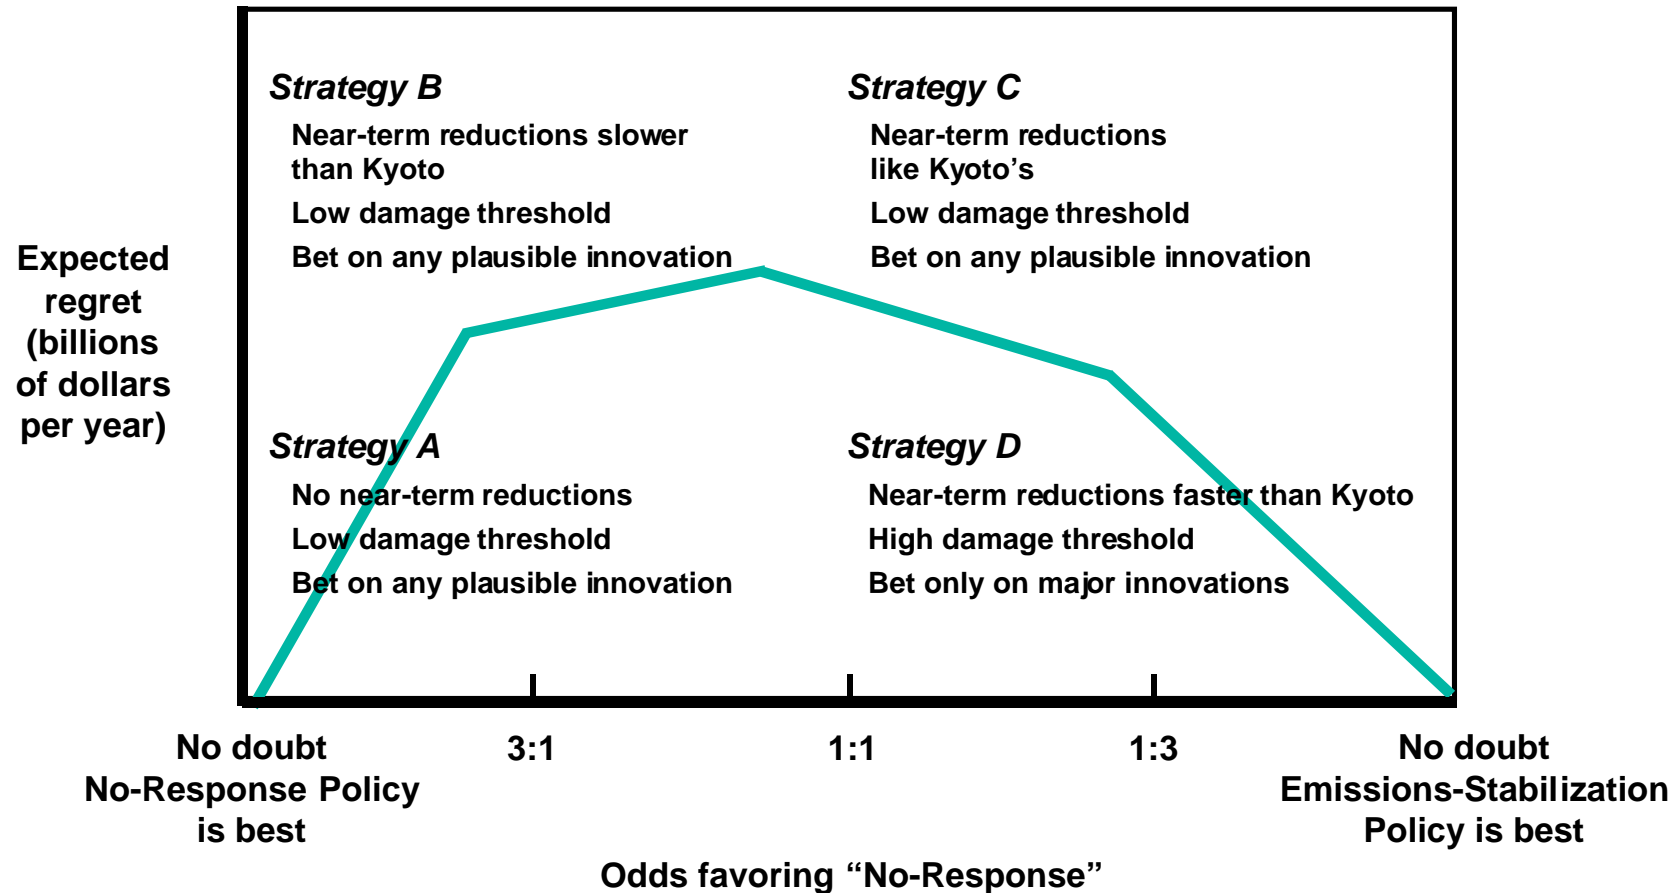 Strategy B
Near-term reductions slower
than Kyoto
Low damage threshold
Bet on any plausible innovation
Strategy C
Near-term reductions
like Kyoto’s
Low damage threshold
Bet on any plausible innovation
Expected
regret
(billions
of dollars
per year)
Strategy A
No near-term reductions
Low damage threshold
Bet on any plausible innovation
Strategy D
Near-term reductions faster than Kyoto
High damage threshold
Bet only on major innovations
No doubt
No-Response Policy
is best
3:1
1:1
1:3
No doubt
Emissions-Stabilization
Policy is best
Odds favoring “No-Response”